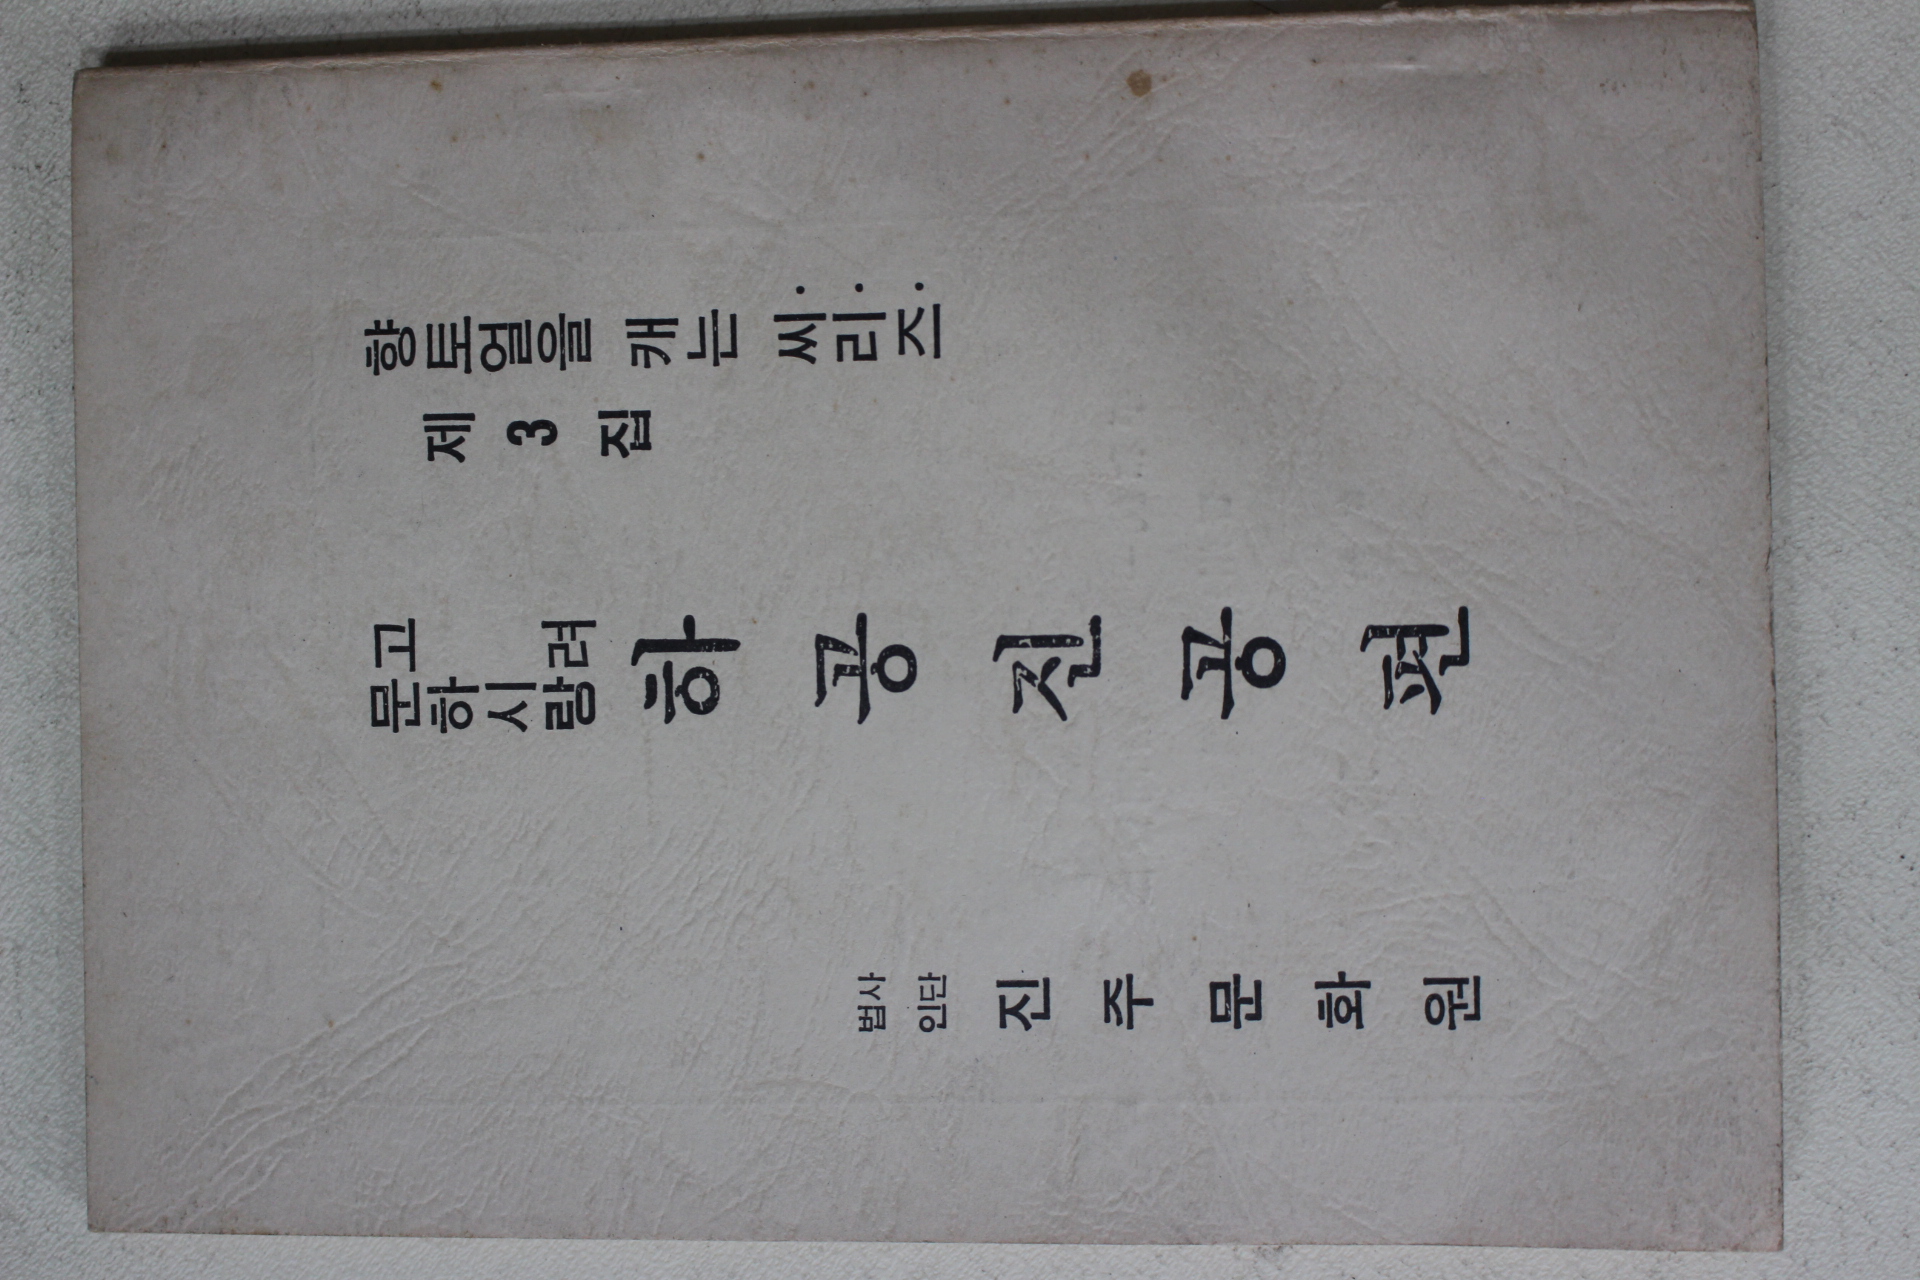 향토얼을 캐는 씨리즈
제 3 집
고려
문하시랑
하공진공편
사단
법인
진주문화원